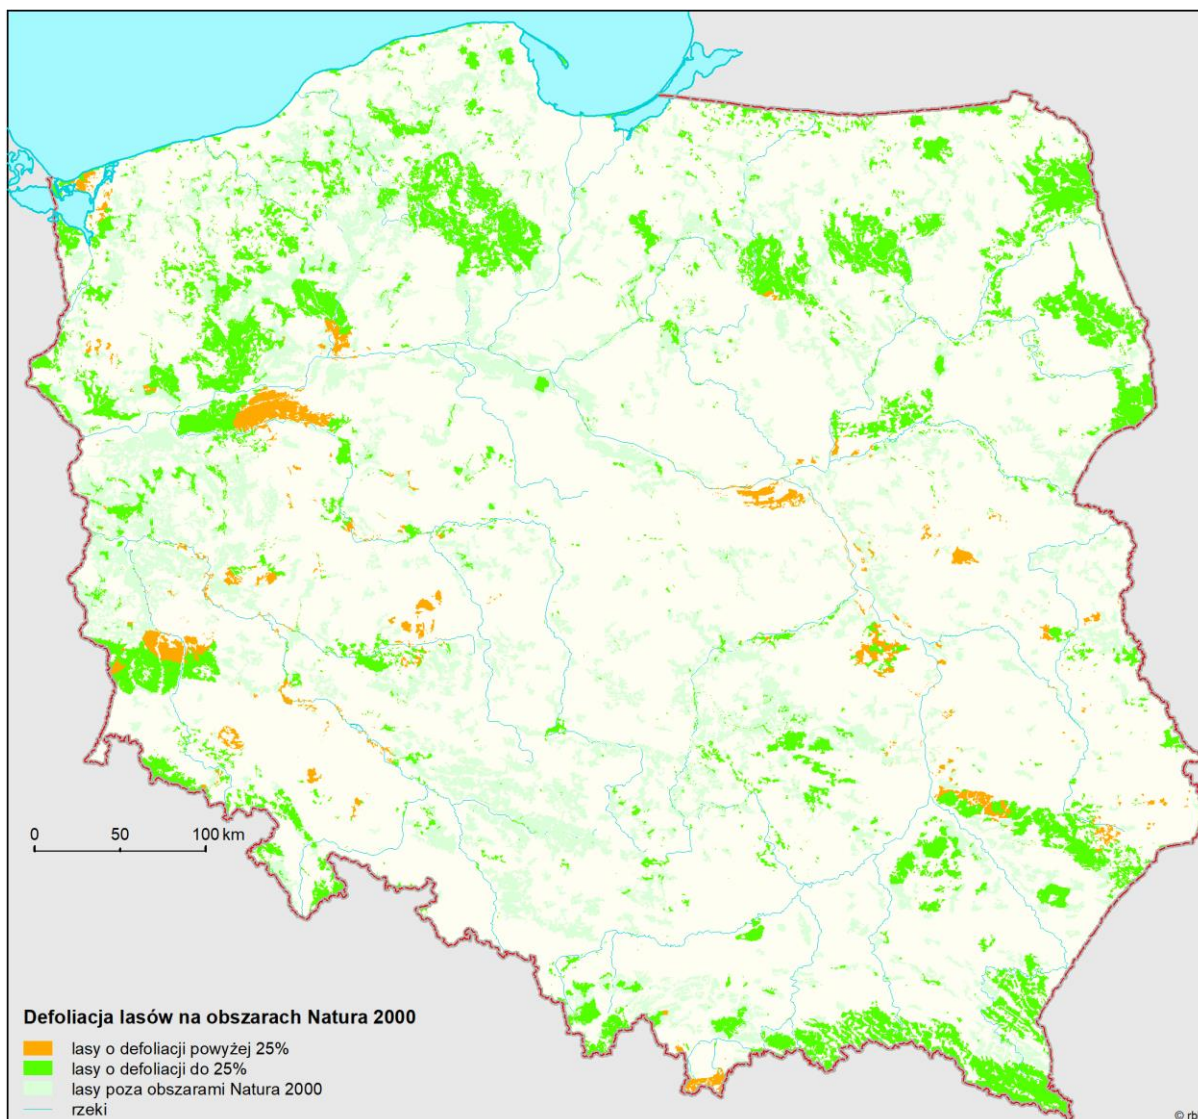 0 50 100 km
Defoliacja lasów na obszarach Natura 2000
lasy o defoliacji powyżej 25%
lasy o defoliacji do 25%
lasy poza obszarami Natura 2000
rzeki
© rb